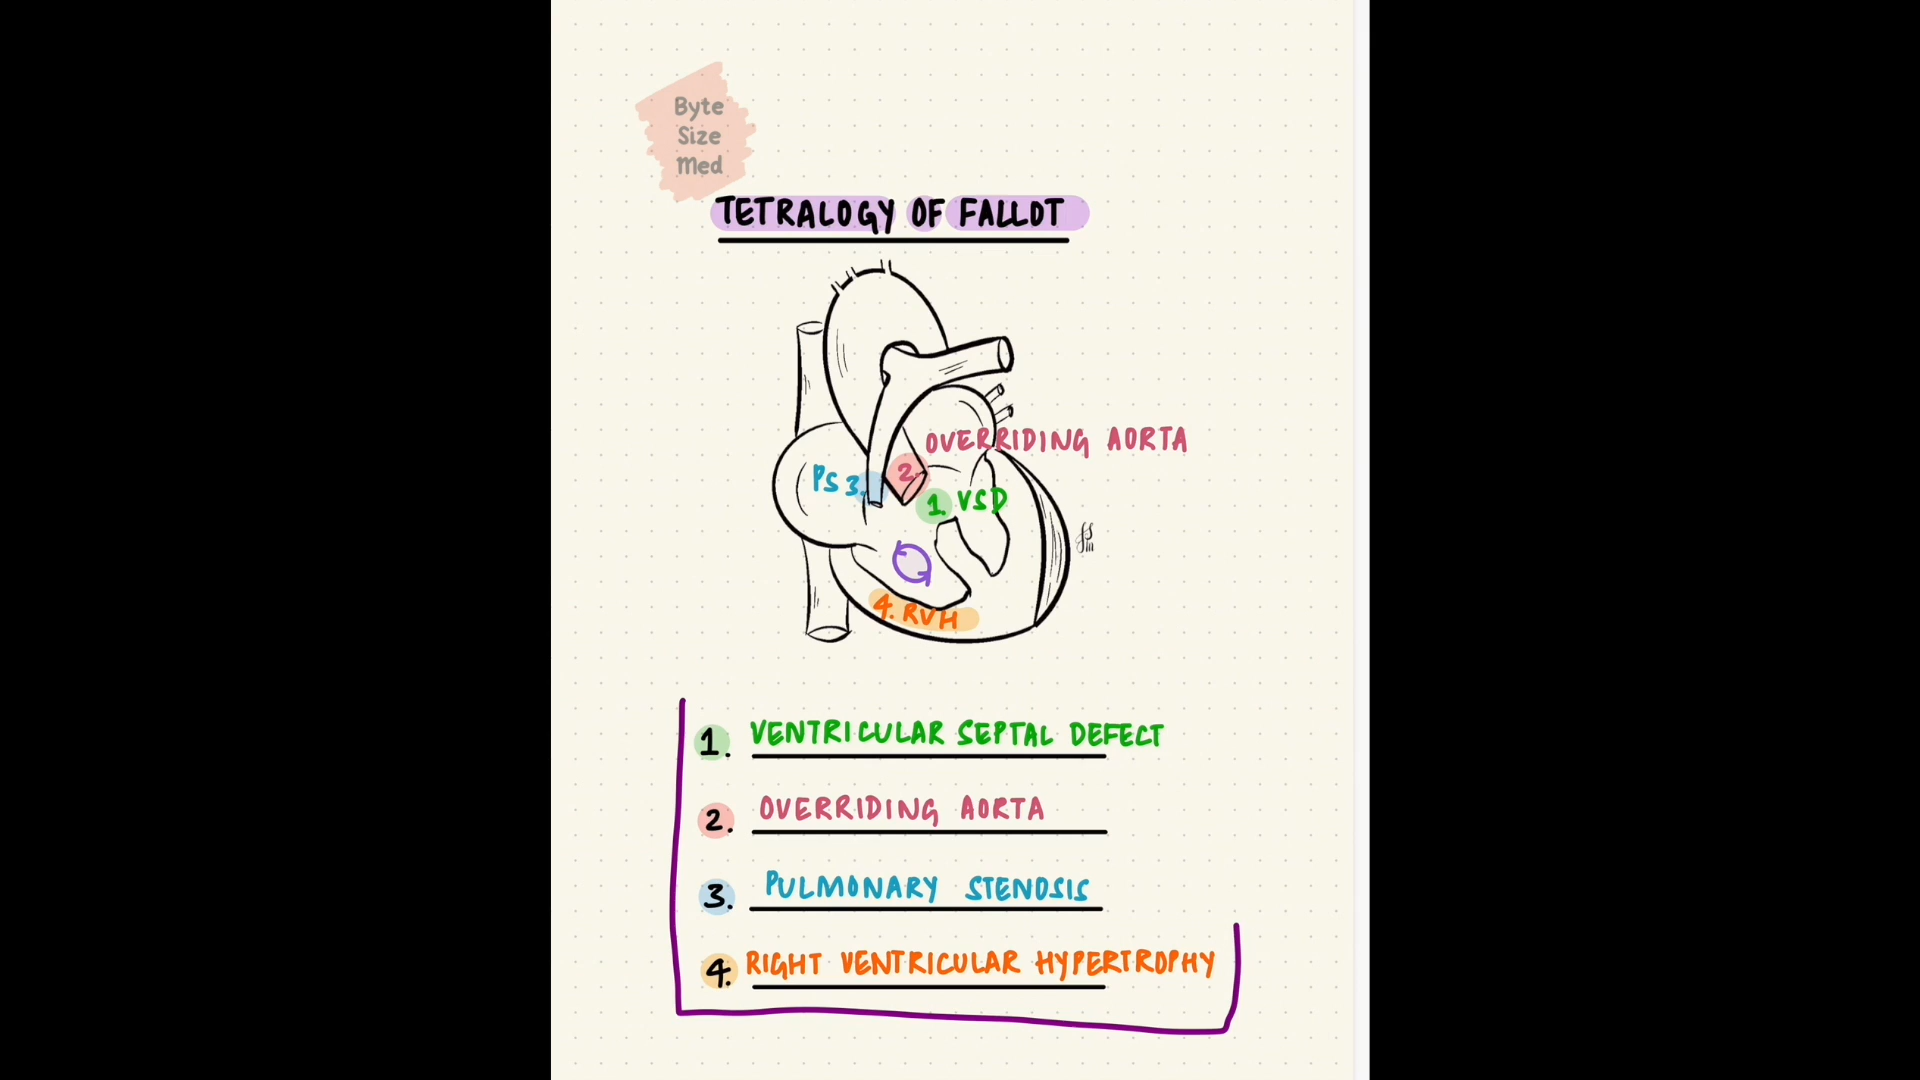 Byte
Size
Med
TETRALOGY OF FALLOT
OVERRIDING AORTA
PS 3.
2.
1. VSD
4. RVH
1. VENTRICULAR SEPTAL DEFECT
2. OVERRIDING AORTA
3. PULMONARY STENOSIS
4. RIGHT VENTRICULAR HYPERTROPHY